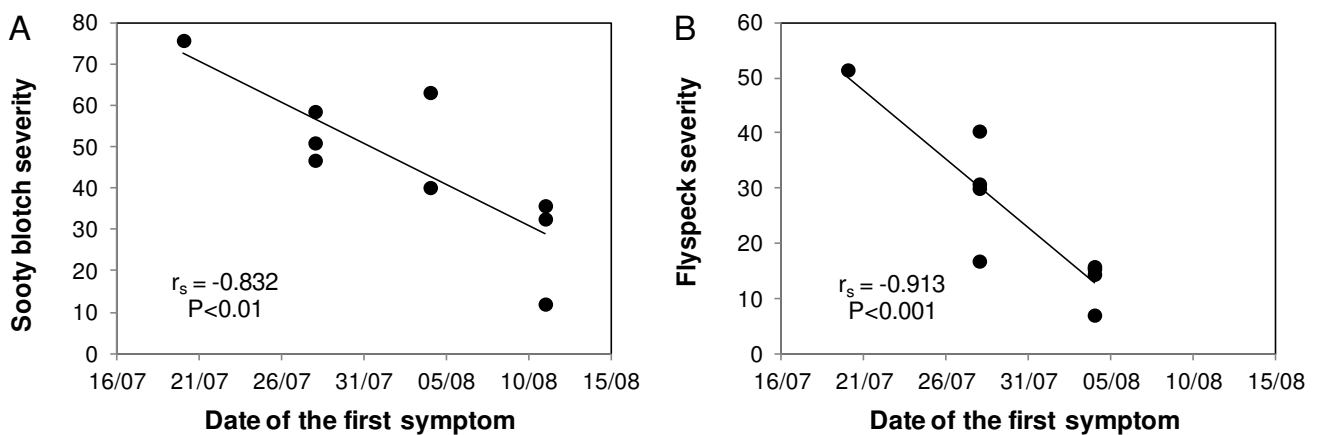 A
80
70
60
50
40
30
20
10
0
Sooty blotch severity
r_s = -0.832
P<0.01
16/07 21/07 26/07 31/07 05/08 10/08 15/08
Date of the first symptom
B
60
50
40
30
20
10
0
Flyspeck severity
r_s = -0.913
P<0.001
16/07 21/07 26/07 31/07 05/08 10/08 15/08
Date of the first symptom